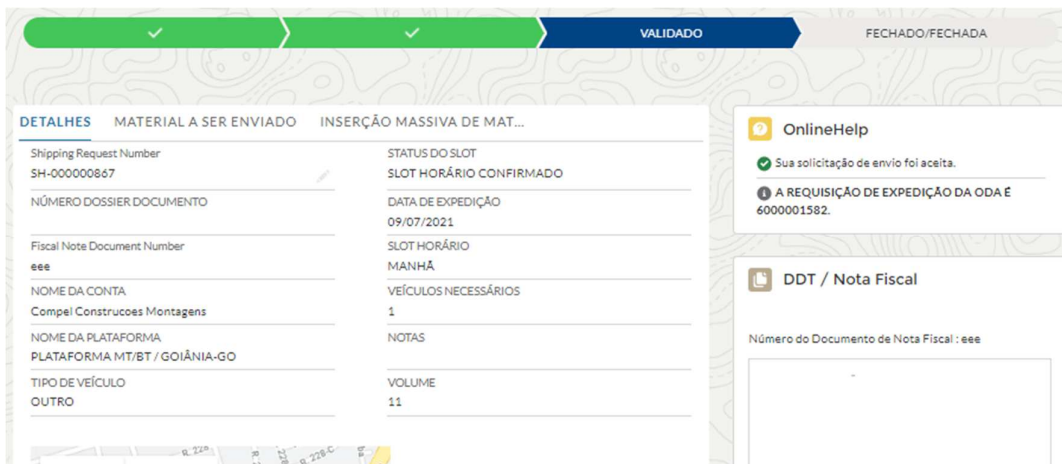 VALIDADO
FECHADO/FECHADA
DETALHES MATERIAL A SER ENVIADO INSERÇÃO MASSIVA DE MAT...
Shipping Request Number
SH-000000867
NÚMERO DOSSIER DOCUMENTO
Fiscal Note Document Number
eee
NOME DA CONTA
Compel Construcoes Montagens
NOME DA PLATAFORMA
PLATAFORMA MT/BT / GOIÂNIA-GO
TIPO DE VEÍCULO
OUTRO
STATUS DO SLOT
SLOT HORÁRIO CONFIRMADO
DATA DE EXPEDIÇÃO
09/07/2021
SLOT HORÁRIO
MANHÃ
VEÍCULOS NECESSÁRIOS
1
NOTAS
VOLUME
11
R. 228
R. 228-C
OnlineHelp
Sua solicitação de envio foi aceita.
A REQUISIÇÃO DE EXPEDIÇÃO DA ODA É
6000001582.
DDT / Nota Fiscal
Número do Documento de Nota Fiscal : eee